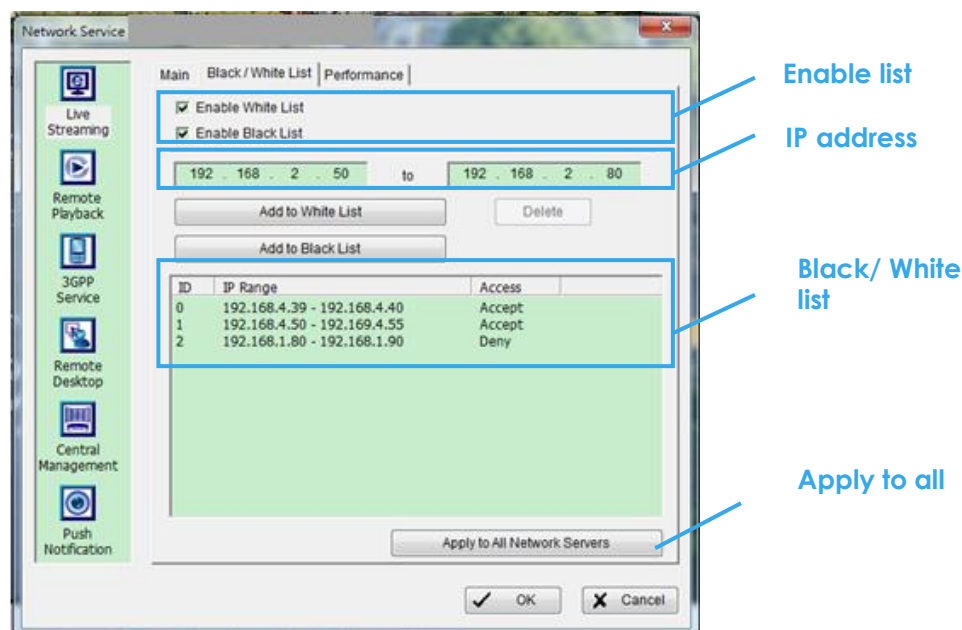 Network Service
Live
Streaming
Remote
Playback
3GPP
Service
Remote
Desktop
Central
Management
Push
Notification
Main Black / White List Performance
Enable White List
Enable Black List
192 . 168 . 2 . 50 to 192 . 168 . 2 . 80
Add to White List Delete
Add to Black List
ID IP Range Access
0 192.168.4.39 - 192.168.4.40 Accept
1 192.168.4.50 - 192.169.4.55 Accept
2 192.168.1.80 - 192.168.1.90 Deny
Apply to All Network Servers
OK Cancel
Enable list
IP address
Black/ White
list
Apply to all